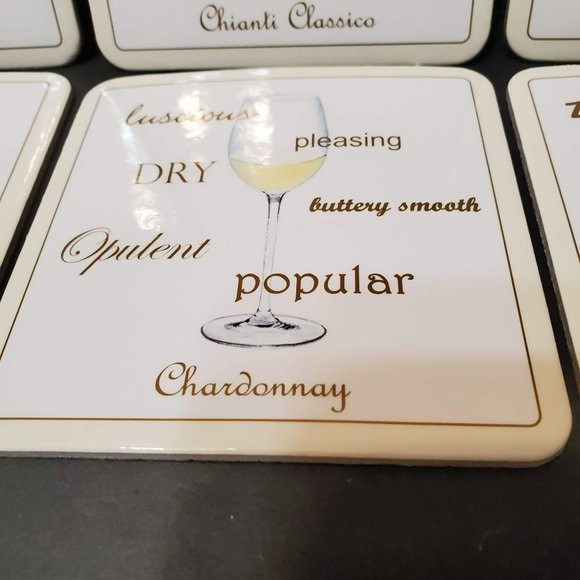 Chianti Classico
luscious
pleasing
DRY
buttery smooth
Opulent
popular
Chardonnay